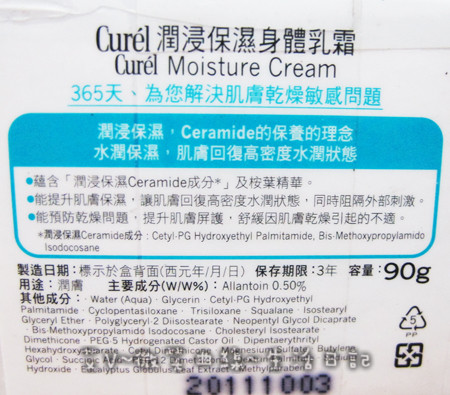 Curél 潤浸保濕身體乳霜
Curél Moisture Cream
365天、為您解決肌膚乾燥敏感問題
潤浸保濕，Ceramide的保養的理念
水潤保濕，肌膚回復高密度水潤狀態
●蘊含「潤浸保濕Ceramide成分*」及桉葉精華。
●能提升肌膚保濕，讓肌膚回復高密度水潤狀態，同時阻隔外部刺激。
●能預防乾燥問題，提升肌膚屏護，舒緩因肌膚乾燥引起的不適。
*潤浸保濕Ceramide成分：Cetyl-PG Hydroxyethyl Palmitamide, Bis-Methoxypropylamido
Isodocosane
製造日期：標示於盒背面(西元年/月/日) 保存期限：3年 容量：90g
用途：潤膚 主要成分(W/W%)：Allantoin 0.50%
其他成分：Water (Aqua)、Glycerin、Cetyl-PG Hydroxyethyl
Palmitamide、Cyclopentasiloxane、Trisiloxane、Squalane、Isostearyl
Glyceryl Ether、Polyglyceryl-2 Diisostearate、Neopentyl Glycol Dicaprate
、Bis-Methoxypropylamido Isodocosane、Cholesteryl Isostearate、
Dimethicone、PEG-5 Hydrogenated Castor Oil、Dipentaerythrityl
Hexahydroxystearate、Cetyl Dimethicone、Magnesium Sulfate、Butylene
Glycol、Succinic Dimethicone
Hydroxide、Eucalyptus Globulus Leaf Extract
20111003
5
PP